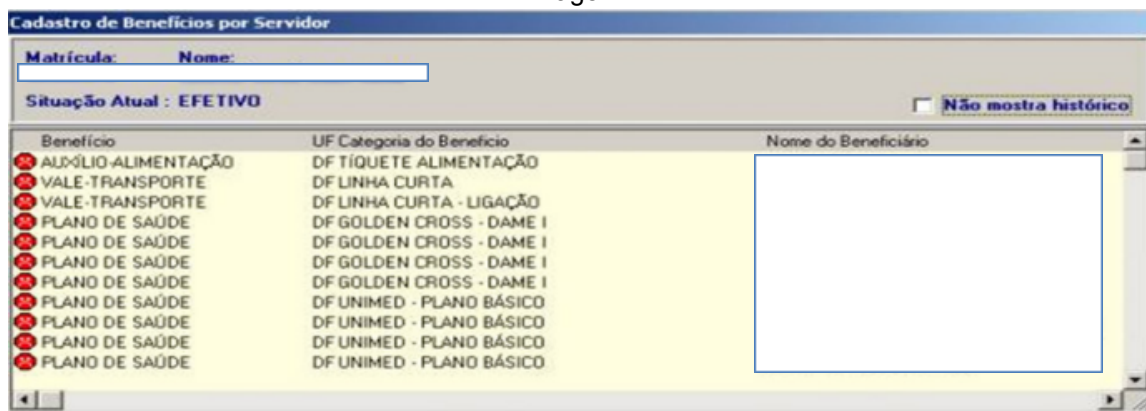 Cadastro de Benefícios por Servidor
Matrícula: Nome:
Situação Atual : EFETIVO
Não mostra histórico
Benefício UF Categoria do Beneficio Nome do Beneficiário
AUXÍLIO-ALIMENTAÇÃO DF TÍQUETE ALIMENTAÇÃO
VALE-TRANSPORTE DF LINHA CURTA
VALE-TRANSPORTE DF LINHA CURTA - LIGAÇÃO
PLANO DE SAÚDE DF GOLDEN CROSS - DAME I
PLANO DE SAÚDE DF GOLDEN CROSS - DAME I
PLANO DE SAÚDE DF GOLDEN CROSS - DAME I
PLANO DE SAÚDE DF GOLDEN CROSS - DAME I
PLANO DE SAÚDE DF UNIMED - PLANO BÁSICO
PLANO DE SAÚDE DF UNIMED - PLANO BÁSICO
PLANO DE SAÚDE DF UNIMED - PLANO BÁSICO
PLANO DE SAÚDE DF UNIMED - PLANO BÁSICO